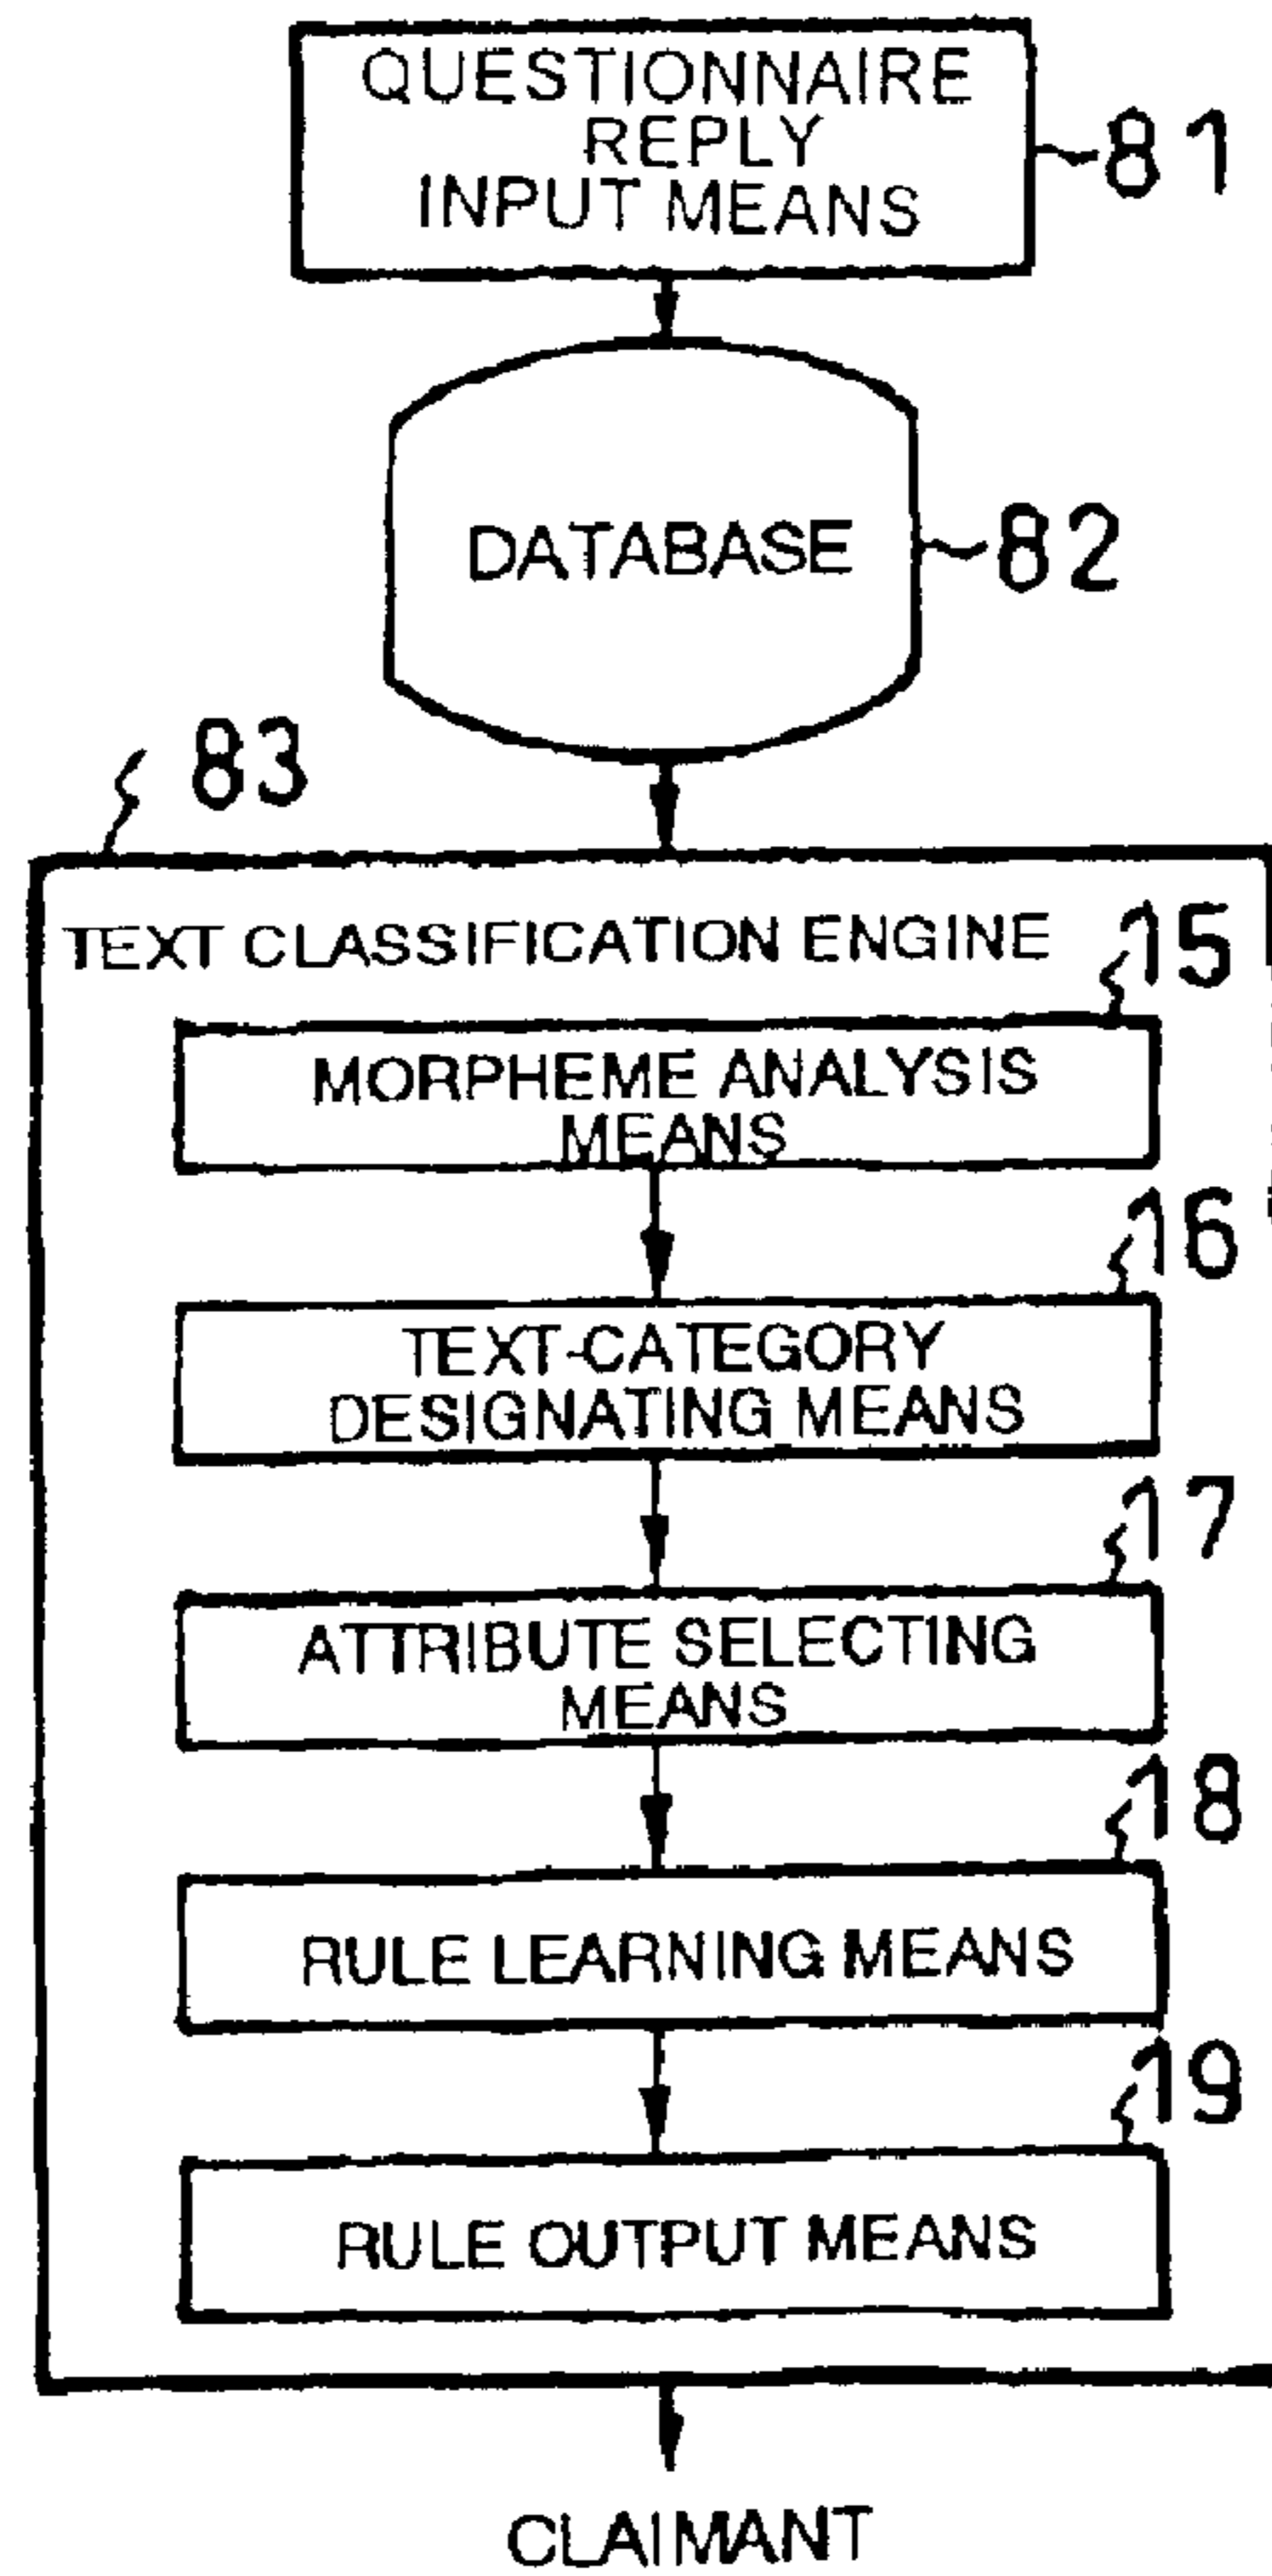 QUESTIONNAIRE
REPLY
INPUT MEANS
81
DATABASE
82
83
TEXT CLASSIFICATION ENGINE
15
MORPHEME ANALYSIS
MEANS
16
TEXT-CATEGORY
DESIGNATING MEANS
17
ATTRIBUTE SELECTING
MEANS
18
RULE LEARNING MEANS
19
RULE OUTPUT MEANS
CLAIMANT